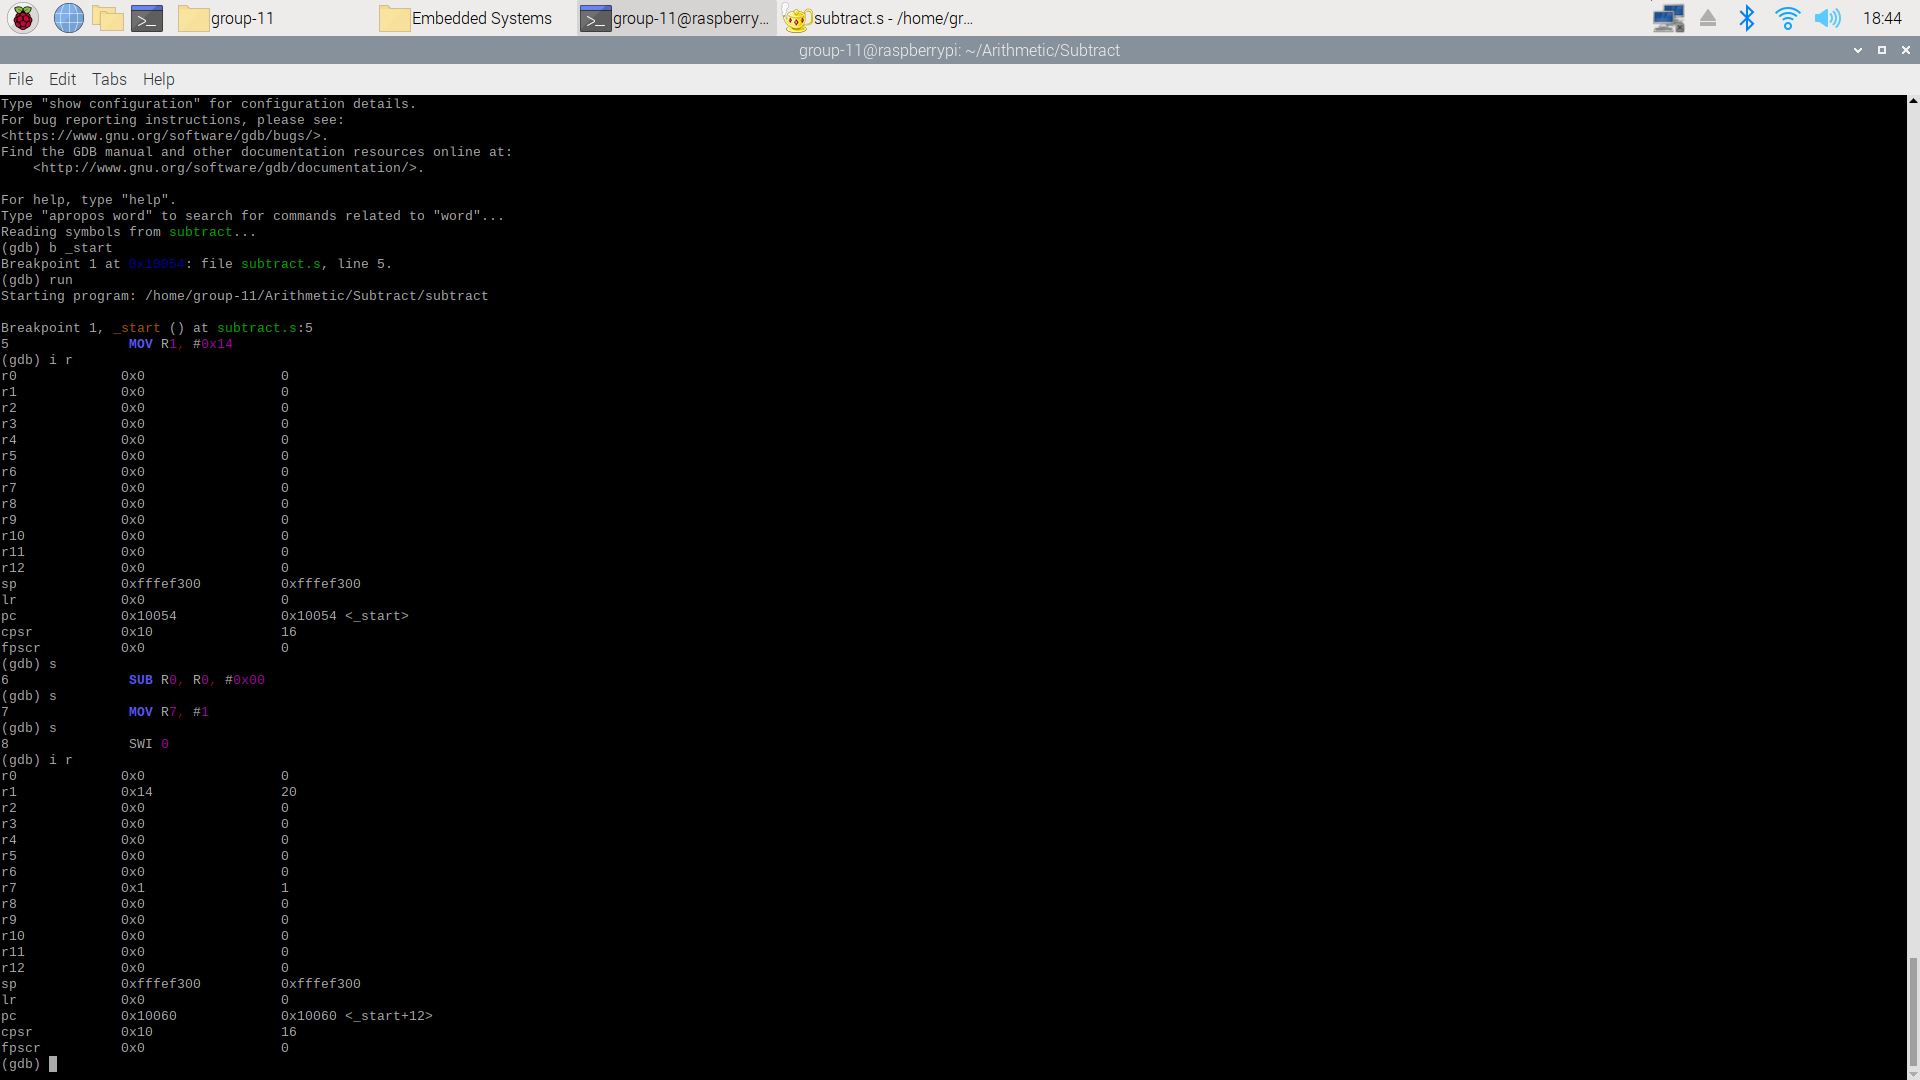 group-11
Embedded Systems
group-11@raspberry...
subtract.s - /home/gr...
18:44
group-11@raspberrypi: ~/Arithmetic/Subtract
File Edit Tabs Help
Type "show configuration" for configuration details.
For bug reporting instructions, please see:
<https://www.gnu.org/software/gdb/bugs/>.
Find the GDB manual and other documentation resources online at:
    <http://www.gnu.org/software/gdb/documentation/>.
For help, type "help".
Type "apropos word" to search for commands related to "word"...
Reading symbols from subtract...
(gdb) b _start
Breakpoint 1 at 0x10054: file subtract.s, line 5.
(gdb) run
Starting program: /home/group-11/Arithmetic/Subtract/subtract
Breakpoint 1, _start () at subtract.s:5
5               MOV R1, #0x14
(gdb) i r
r0             0x0                 0
r1             0x0                 0
r2             0x0                 0
r3             0x0                 0
r4             0x0                 0
r5             0x0                 0
r6             0x0                 0
r7             0x0                 0
r8             0x0                 0
r9             0x0                 0
r10            0x0                 0
r11            0x0                 0
r12            0x0                 0
sp             0xfffef300          0xfffef300
lr             0x0                 0
pc             0x10054             0x10054 <_start>
cpsr           0x10                16
fpscr          0x0                 0
(gdb) s
6               SUB R0, R0, #0x00
(gdb) s
7               MOV R7, #1
(gdb) s
8               SWI 0
(gdb) i r
r0             0x0                 0
r1             0x14                20
r2             0x0                 0
r3             0x0                 0
r4             0x0                 0
r5             0x0                 0
r6             0x0                 0
r7             0x1                 1
r8             0x0                 0
r9             0x0                 0
r10            0x0                 0
r11            0x0                 0
r12            0x0                 0
sp             0xfffef300          0xfffef300
lr             0x0                 0
pc             0x10060             0x10060 <_start+12>
cpsr           0x10                16
fpscr          0x0                 0
(gdb)